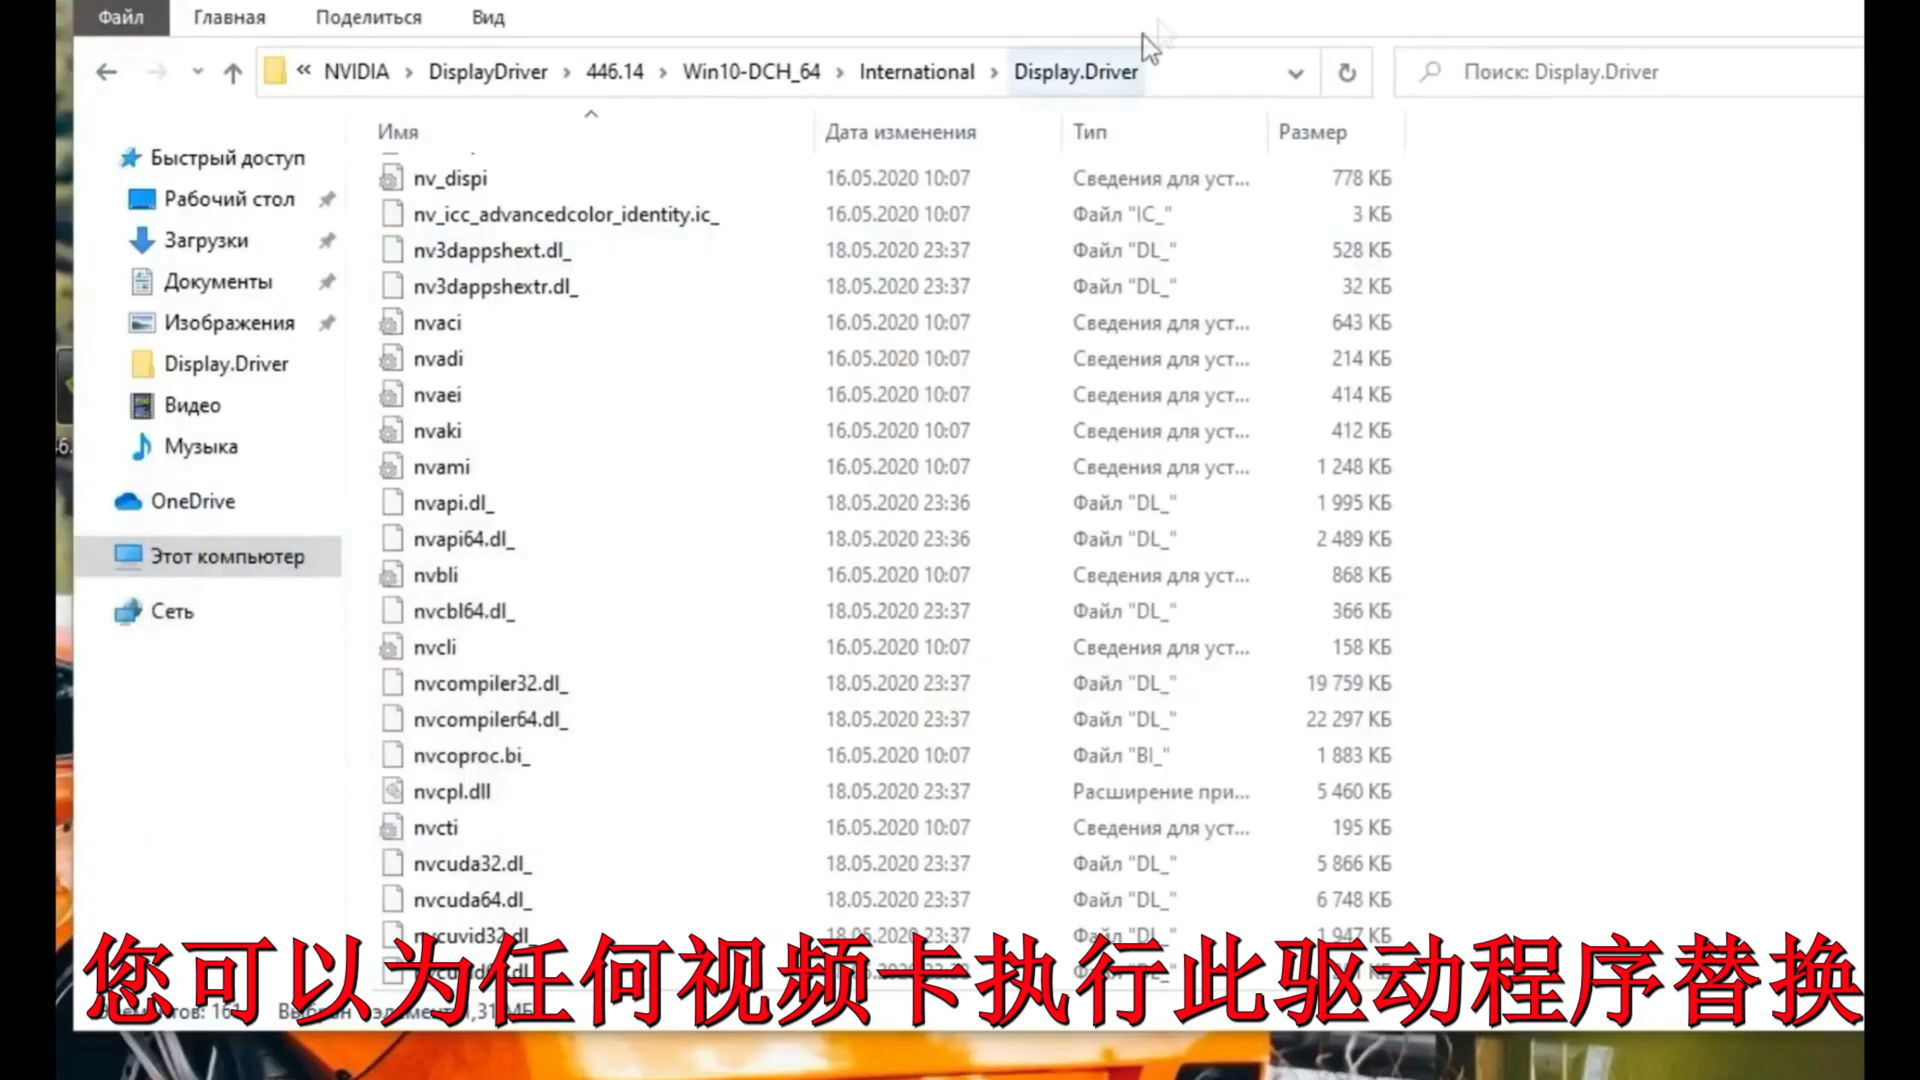 Файл Главная Поделиться Вид
« NVIDIA › DisplayDriver › 446.14 › Win10-DCH_64 › International › Display.Driver
Поиск: Display.Driver
Имя Дата изменения Тип Размер
Быстрый доступ
Рабочий стол
Загрузки
Документы
Изображения
Display.Driver
Видео
Музыка
OneDrive
Этот компьютер
Сеть
nv_dispi 16.05.2020 10:07 Сведения для уст... 778 КБ
nv_icc_advancedcolor_identity.ic_ 16.05.2020 10:07 Файл "IC_" 3 КБ
nv3dappshext.dl_ 18.05.2020 23:37 Файл "DL_" 528 КБ
nv3dappshextr.dl_ 18.05.2020 23:37 Файл "DL_" 32 КБ
nvaci 16.05.2020 10:07 Сведения для уст... 643 КБ
nvadi 16.05.2020 10:07 Сведения для уст... 214 КБ
nvaei 16.05.2020 10:07 Сведения для уст... 414 КБ
nvaki 16.05.2020 10:07 Сведения для уст... 412 КБ
nvami 16.05.2020 10:07 Сведения для уст... 1 248 КБ
nvapi.dl_ 18.05.2020 23:36 Файл "DL_" 1 995 КБ
nvapi64.dl_ 18.05.2020 23:36 Файл "DL_" 2 489 КБ
nvbli 16.05.2020 10:07 Сведения для уст... 868 КБ
nvcbl64.dl_ 18.05.2020 23:37 Файл "DL_" 366 КБ
nvcli 16.05.2020 10:07 Сведения для уст... 158 КБ
nvcompiler32.dl_ 18.05.2020 23:37 Файл "DL_" 19 759 КБ
nvcompiler64.dl_ 18.05.2020 23:37 Файл "DL_" 22 297 КБ
nvcoproc.bi_ 16.05.2020 10:07 Файл "BI_" 1 883 КБ
nvcpl.dll 18.05.2020 23:37 Расширение при... 5 460 КБ
nvcti 16.05.2020 10:07 Сведения для уст... 195 КБ
nvcuda32.dl_ 18.05.2020 23:37 Файл "DL_" 5 866 КБ
nvcuda64.dl_ 18.05.2020 23:37 Файл "DL_" 6 748 КБ
nvcuvid32.dl_ 18.05.2020 23:37 Файл "DL_" 1 947 КБ
您可以为任何视频卡执行此驱动程序替换